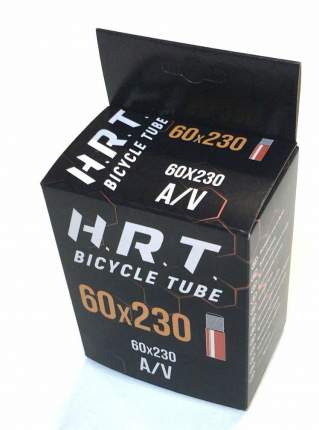 H.R.T.
BICYCLE TUBE
60x230
60X230
A/V
H.R.T.
BICYCLE TUBE
60x230
60x230
A/V